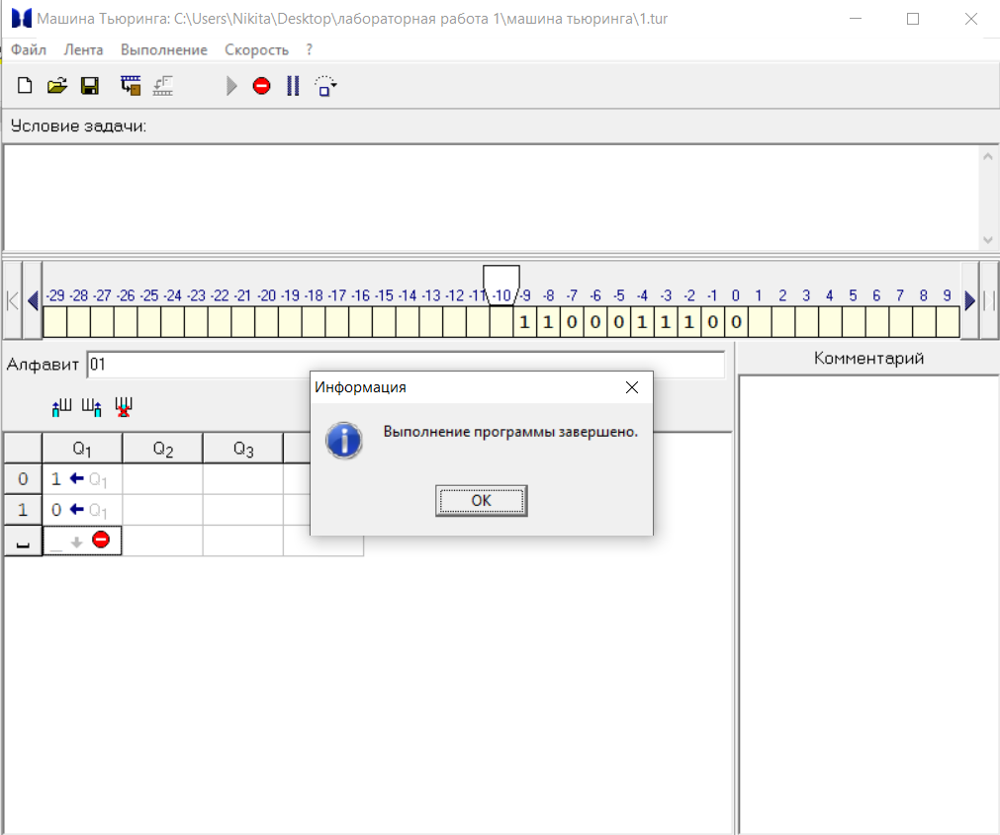 Машина Тьюринга: C:\Users\Nikita\Desktop\лабораторная работа 1\машина тьюринга\1.tur
Файл Лента Выполнение Скорость ?
Условие задачи:
-29 -28 -27 -26 -25 -24 -23 -22 -21 -20 -19 -18 -17 -16 -15 -14 -13 -12 -11 -10 -9 -8 -7 -6 -5 -4 -3 -2 -1 0 1 2 3 4 5 6 7 8 9
1 1 0 0 0 1 1 1 0 0
Алфавит 01
Комментарий
Информация
Выполнение программы завершено.
OK
Q1 Q2 Q3
0 1 Q1
1 0 Q1
_